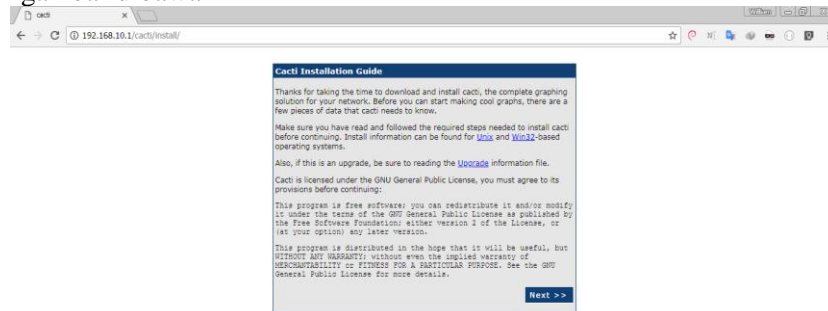 cacti
William
192.168.10.1/cacti/install/
Cacti Installation Guide
Thanks for taking the time to download and install cacti, the complete graphing
solution for your network. Before you can start making cool graphs, there are a
few pieces of data that cacti needs to know.
Make sure you have read and followed the required steps needed to install cacti
before continuing. Install information can be found for Unix and Win32-based
operating systems.
Also, if this is an upgrade, be sure to reading the Upgrade information file.
Cacti is licensed under the GNU General Public License, you must agree to its
provisions before continuing:
This program is free software; you can redistribute it and/or modify
it under the terms of the GNU General Public License as published by
the Free Software Foundation; either version 2 of the License, or
(at your option) any later version.
This program is distributed in the hope that it will be useful, but
WITHOUT ANY WARRANTY; without even the implied warranty of
MERCHANTABILITY or FITNESS FOR A PARTICULAR PURPOSE. See the GNU
General Public License for more details.
Next >>